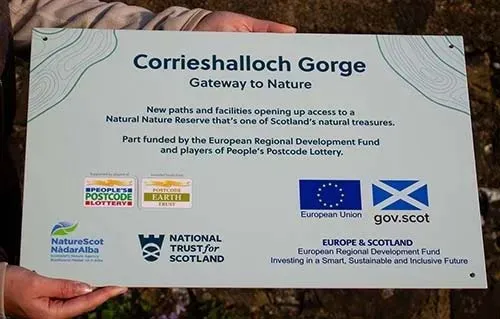 Corrieshalloch Gorge
Gateway to Nature
New paths and facilities opening up access to a
Natural Nature Reserve that's one of Scotland's natural treasures.
Part funded by the European Regional Development Fund
and players of People's Postcode Lottery.
PEOPLE'S
POSTCODE
LOTTERY
POSTCODE
EARTH
TRUST
European Union
gov.scot
NatureScot
NàdarAlba
Scotland's Nature Agency
NATIONAL
TRUST for
SCOTLAND
EUROPE & SCOTLAND
European Regional Development Fund
Investing in a Smart, Sustainable and Inclusive Future